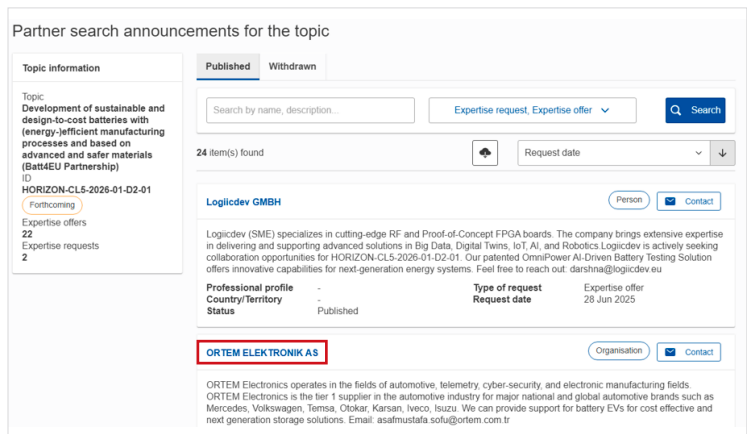 Partner search announcements for the topic
Topic information
Topic
Development of sustainable and
design-to-cost batteries with
(energy-)efficient manufacturing
processes and based on
advanced and safer materials
(Batt4EU Partnership)
ID
HORIZON-CL5-2026-01-D2-01
Forthcoming
Expertise offers
22
Expertise requests
2
Published Withdrawn
Search by name, description... Expertise request, Expertise offer Search
24 item(s) found Request date
Logiicdev GMBH Person Contact
Logiicdev (SME) specializes in cutting-edge RF and Proof-of-Concept FPGA boards. The company brings extensive expertise
in delivering and supporting advanced solutions in Big Data, Digital Twins, IoT, AI, and Robotics.Logiicdev is actively seeking
collaboration opportunities for HORIZON-CL5-2026-01-D2-01. Our patented OmniPower AI-Driven Battery Testing Solution
offers innovative capabilities for next-generation energy systems. Feel free to reach out: darshna@logiicdev.eu
Professional profile - Type of request Expertise offer
Country/Territory - Request date 28 Jun 2025
Status Published
ORTEM ELEKTRONIK AS Organisation Contact
ORTEM Electronics operates in the fields of automotive, telemetry, cyber-security, and electronic manufacturing fields.
ORTEM Electronics is the tier 1 supplier in the automotive industry for major national and global automotive brands such as
Mercedes, Volkswagen, Temsa, Otokar, Karsan, Iveco, Isuzu. We can provide support for battery EVs for cost effective and
next generation storage solutions. Email: asafmustafa.sofu@ortem.com.tr